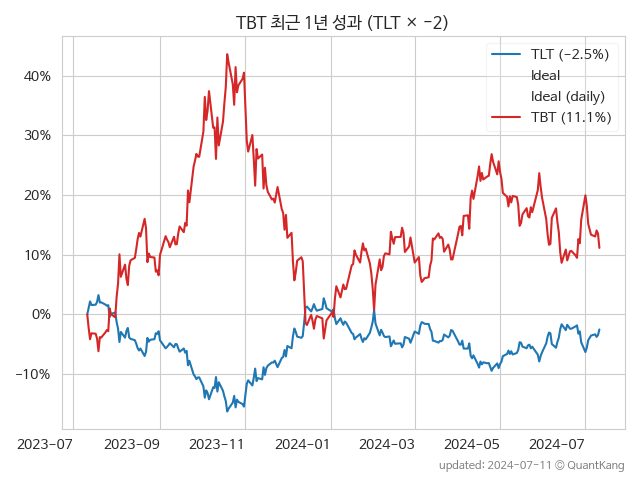 TBT 최근 1년 성과 (TLT × −2)
TLT (−2.5%)
Ideal
Ideal (daily)
TBT (11.1%)
40%
30%
20%
10%
0%
−10%
2023-07
2023-09
2023-11
2024-01
2024-03
2024-05
2024-07
updated: 2024-07-11 © QuantKang